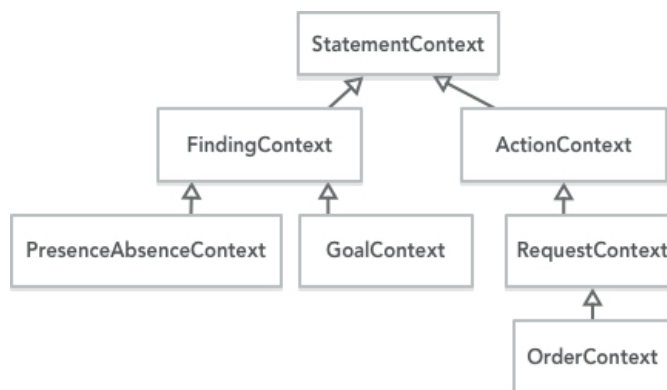 StatementContext
FindingContext
ActionContext
PresenceAbsenceContext
GoalContext
RequestContext
OrderContext